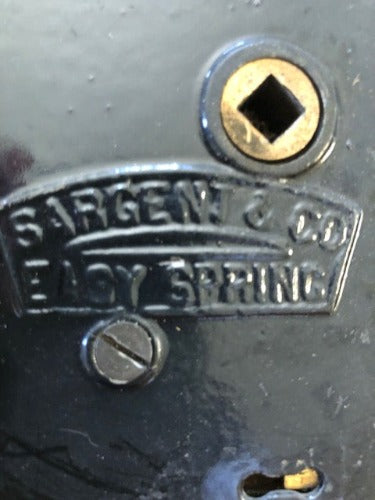 SARGENT & CO
EASY SPRING